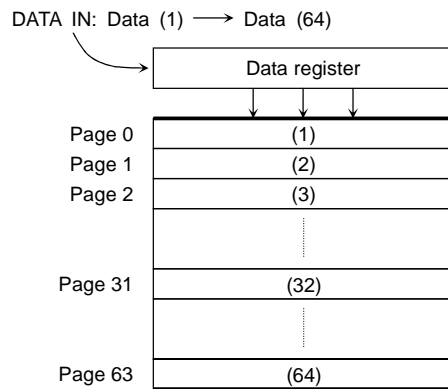 DATA IN: Data (1) ⟶ Data (64)
Data register
Page 0 (1)
Page 1 (2)
Page 2 (3)
Page 31 (32)
Page 63 (64)